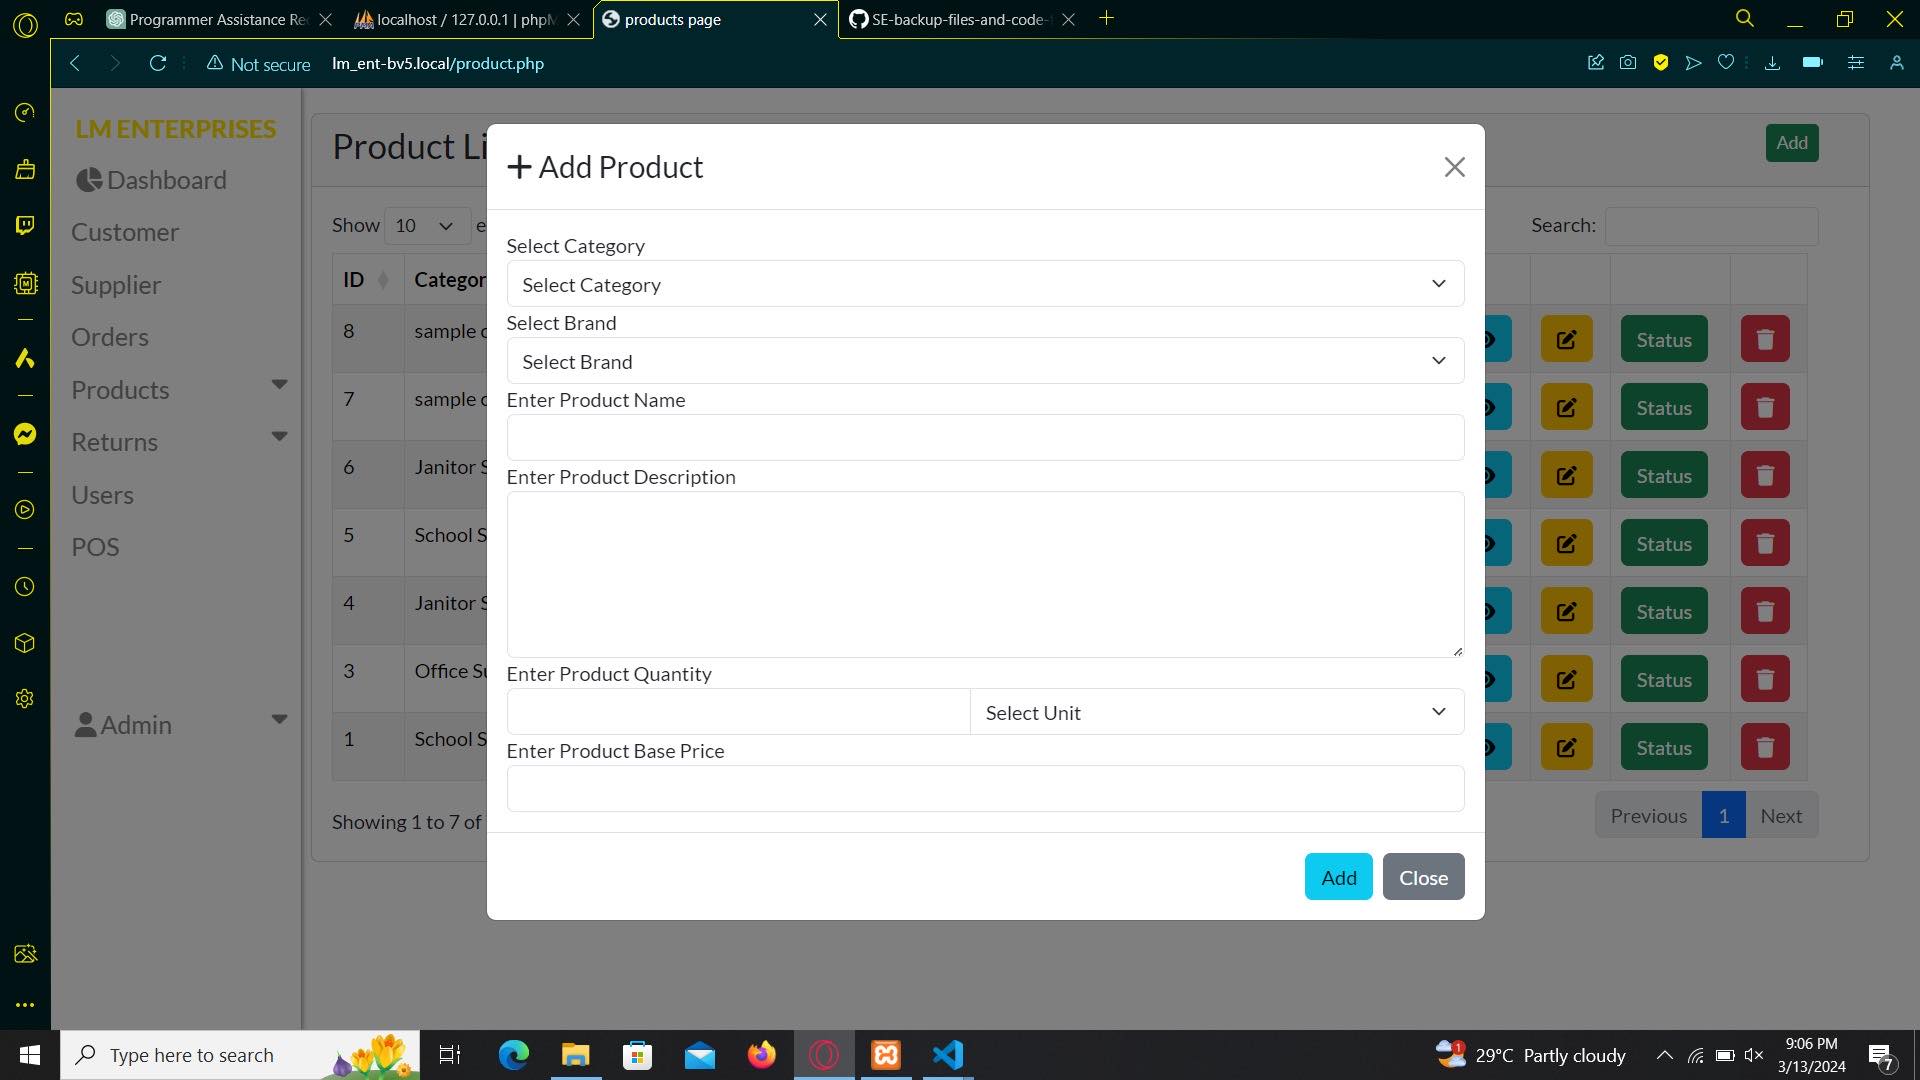 Programmer Assistance Re
localhost / 127.0.0.1 | phpM
products page
SE-backup-files-and-code-
Not secure
lm_ent-bv5.local/product.php
LM ENTERPRISES
Dashboard
Customer
Supplier
Orders
Products
Returns
Users
POS
Admin
Product Li
Add
Show 10 e
Search:
ID Categor
8 sample c Status
7 sample c Status
6 Janitor S Status
5 School S Status
4 Janitor S Status
3 Office Su Status
1 School S Status
Showing 1 to 7 of
Previous 1 Next
Add Product
Select Category
Select Category
Select Brand
Select Brand
Enter Product Name
Enter Product Description
Enter Product Quantity
Select Unit
Enter Product Base Price
Add Close
Type here to search
1
29°C Partly cloudy
9:06 PM
3/13/2024
7